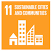 11 SUSTAINABLE CITIES
AND COMMUNITIES